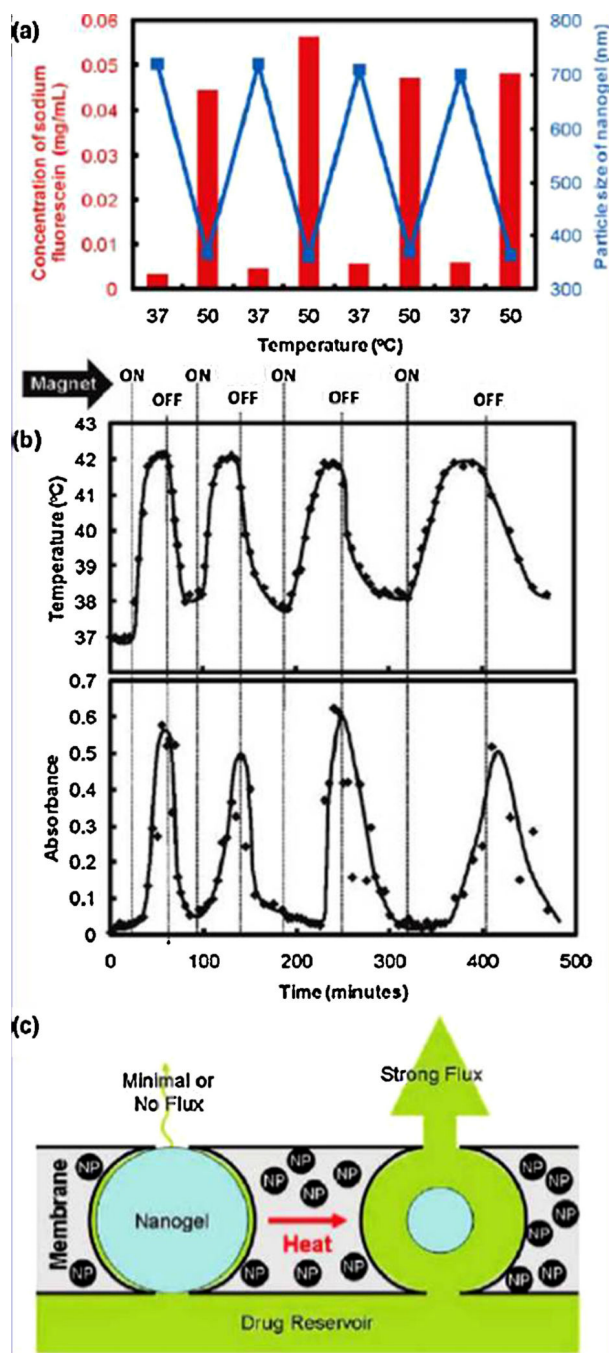 (a)
Concentration of sodium
fluorescein (mg/mL)
0.06
0.05
0.04
0.03
0.02
0.01
0
800
700
600
500
400
300
Particle size of nanogel (nm)
37 50 37 50 37 50 37 50
Temperature (°C)
Magnet
ON OFF ON OFF ON OFF ON OFF
(b)
Temperature (°C)
43
42
41
40
39
38
37
Absorbance
0.7
0.6
0.5
0.4
0.3
0.2
0.1
0
0 100 200 300 400 500
Time (minutes)
(c)
Minimal or
No Flux
Strong Flux
Membrane
NP NP NP NP NP NP NP NP NP NP NP NP NP NP
Nanogel
Heat
Drug Reservoir